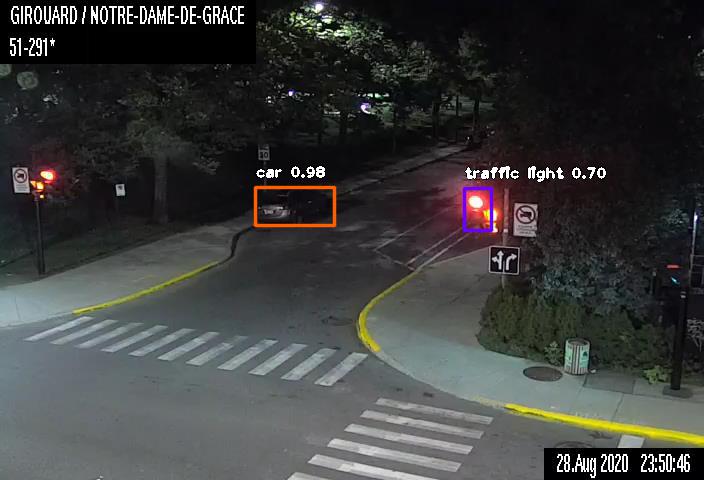 GIROUARD / NOTRE-DAME-DE-GRACE
51-291*
car 0.98
traffic light 0.70
28.Aug 2020 23:50:46